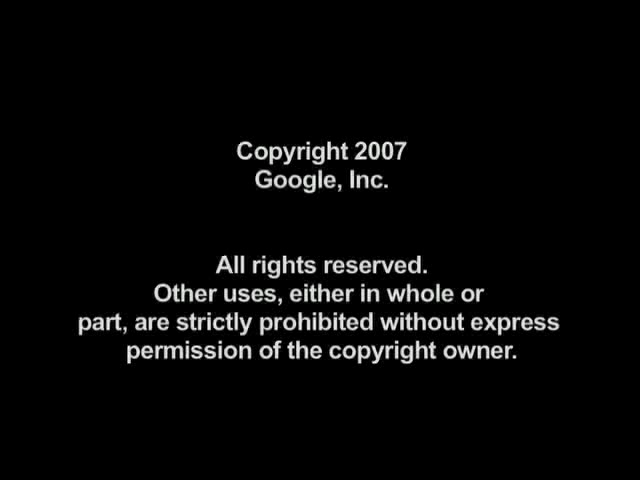 Copyright 2007
Google, Inc.
All rights reserved.
Other uses, either in whole or
part, are strictly prohibited without express
permission of the copyright owner.